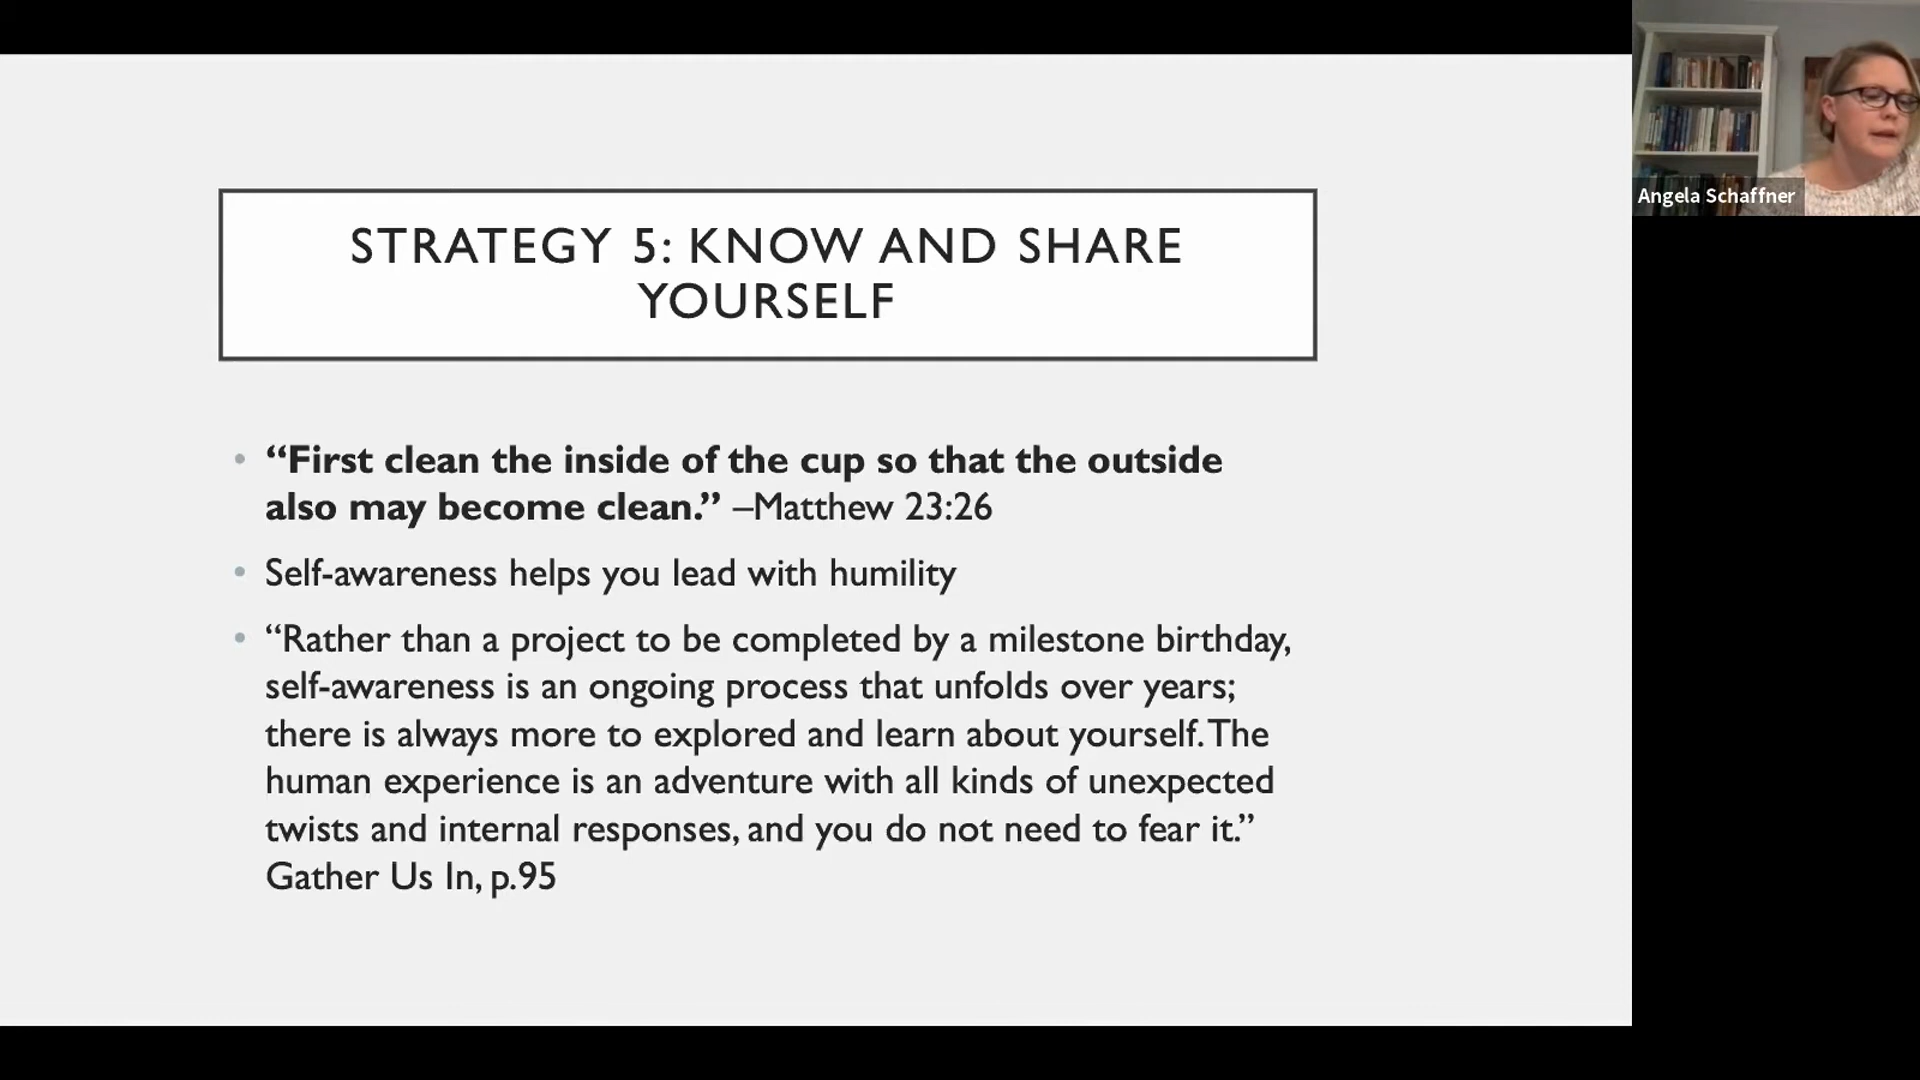 STRATEGY 5: KNOW AND SHARE
YOURSELF
• “First clean the inside of the cup so that the outside
also may become clean.” –Matthew 23:26
• Self-awareness helps you lead with humility
• “Rather than a project to be completed by a milestone birthday,
self-awareness is an ongoing process that unfolds over years;
there is always more to explored and learn about yourself. The
human experience is an adventure with all kinds of unexpected
twists and internal responses, and you do not need to fear it.”
Gather Us In, p.95
Angela Schaffner